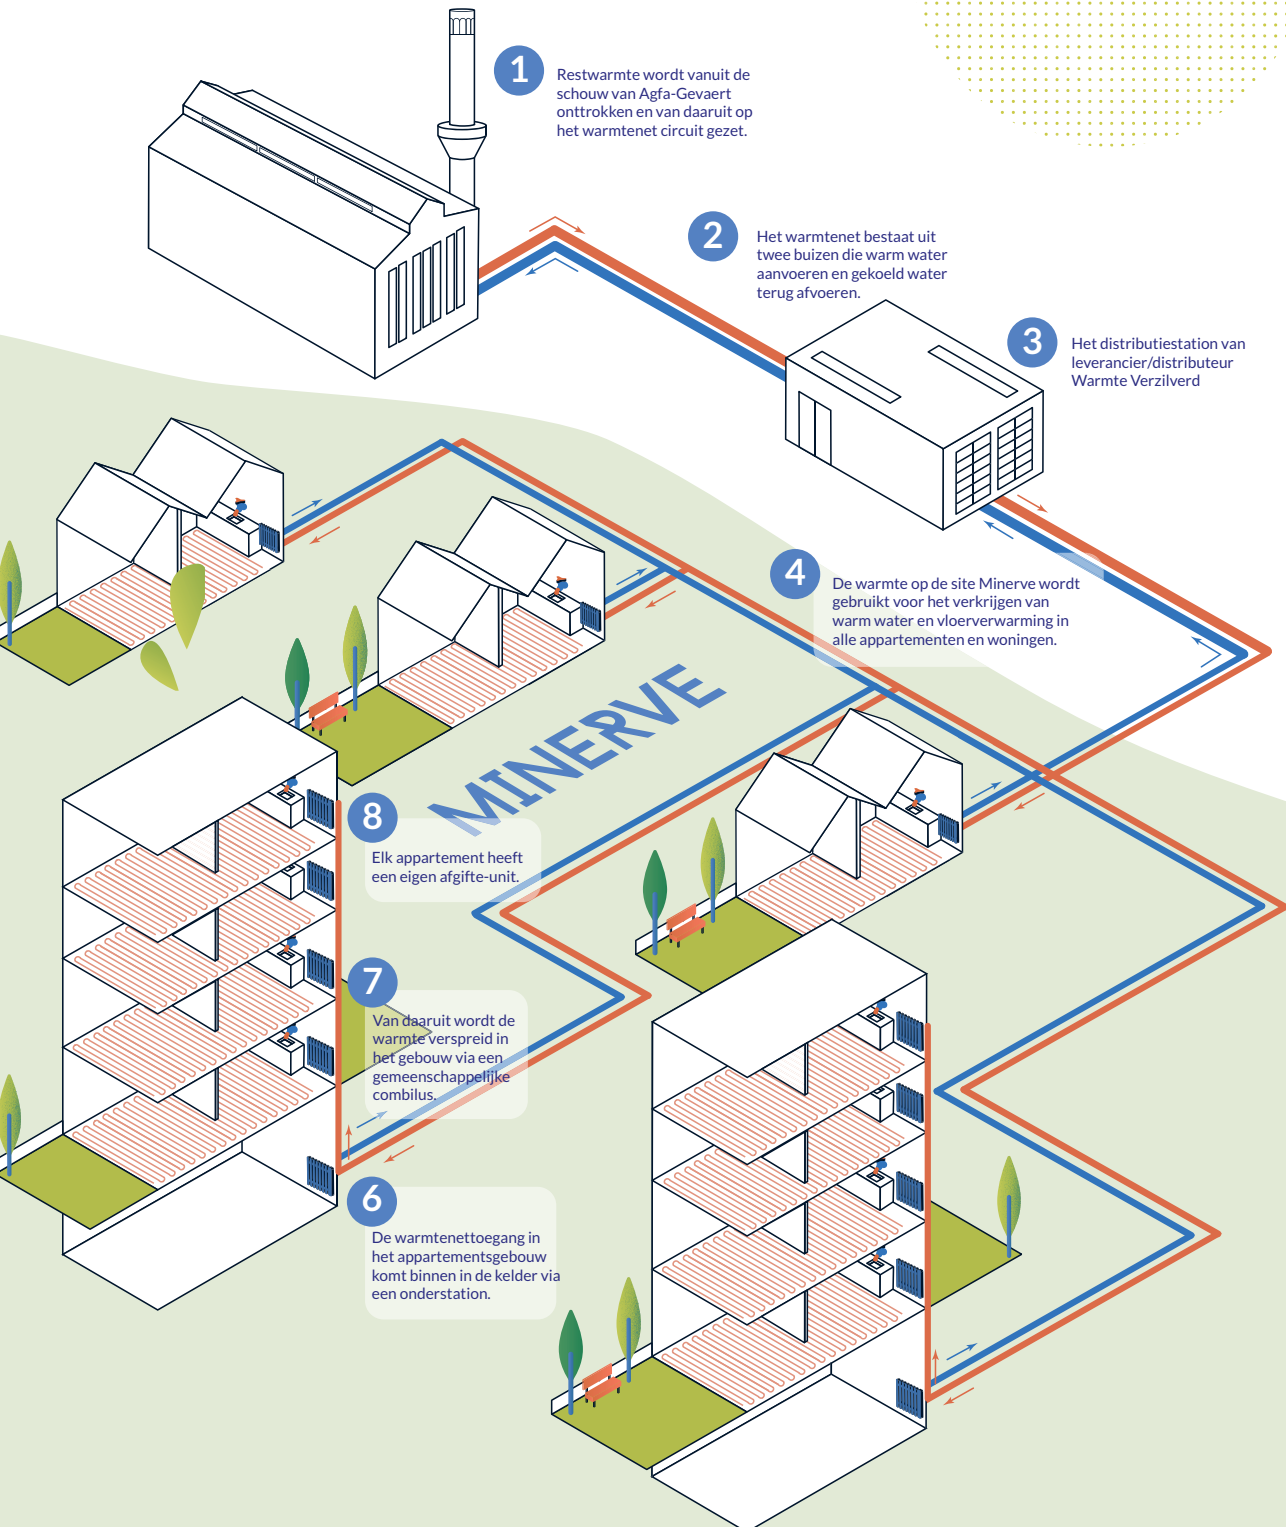 1
Restwarmte wordt vanuit de
schouw van Agfa-Gevaert
onttrokken en van daaruit op
het warmtenet circuit gezet.
2
Het warmtenet bestaat uit
twee buizen die warm water
aanvoeren en gekoeld water
terug afvoeren.
3
Het distributiestation van
leverancier/distributeur
Warmte Verzilverd
4
De warmte op de site Minerve wordt
gebruikt voor het verkrijgen van
warm water en vloerverwarming in
alle appartementen en woningen.
MINERVE
8
Elk appartement heeft
een eigen afgifte-unit.
7
Van daaruit wordt de
warmte verspreid in
het gebouw via een
gemeenschappelijke
combilus.
6
De warmtenettoegang in
het appartementsgebouw
komt binnen in de kelder via
een onderstation.